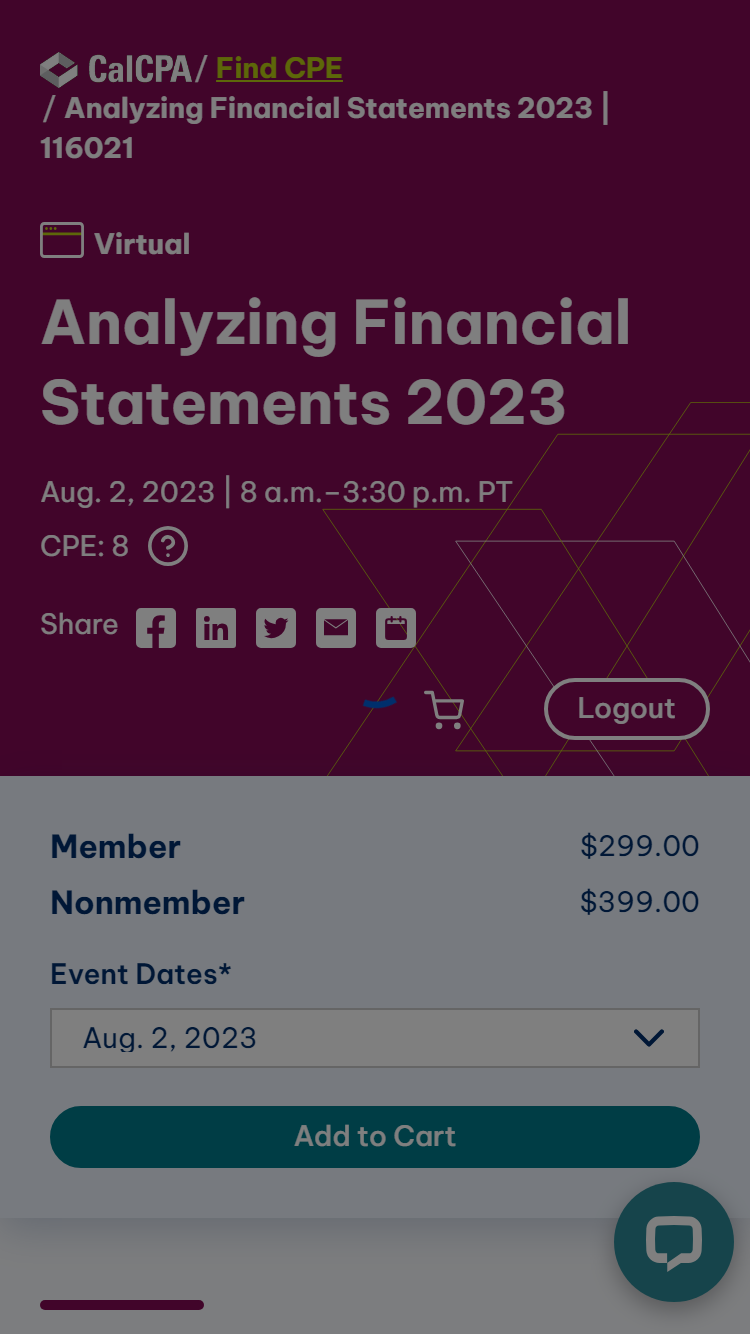 CalCPA / Find CPE
/ Analyzing Financial Statements 2023 |
116021
Virtual
Analyzing Financial
Statements 2023
Aug. 2, 2023 | 8 a.m.–3:30 p.m. PT
CPE: 8 ?
Share
Logout
Member $299.00
Nonmember $399.00
Event Dates*
Aug. 2, 2023
Add to Cart